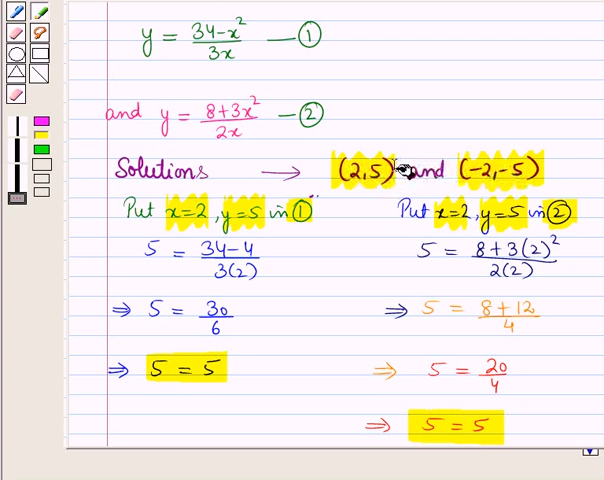 y = (34-x²)/(3x) — ①
and y = (8+3x²)/(2x) — ②
Solutions → (2,5) and (-2,-5)
Put x=2, y=5 in ①
5 = (34-4)/(3(2))
⇒ 5 = 30/6
⇒ 5 = 5
Put x=2, y=5 in ②
5 = (8+3(2)²)/(2(2))
⇒ 5 = (8+12)/4
⇒ 5 = 20/4
⇒ 5 = 5